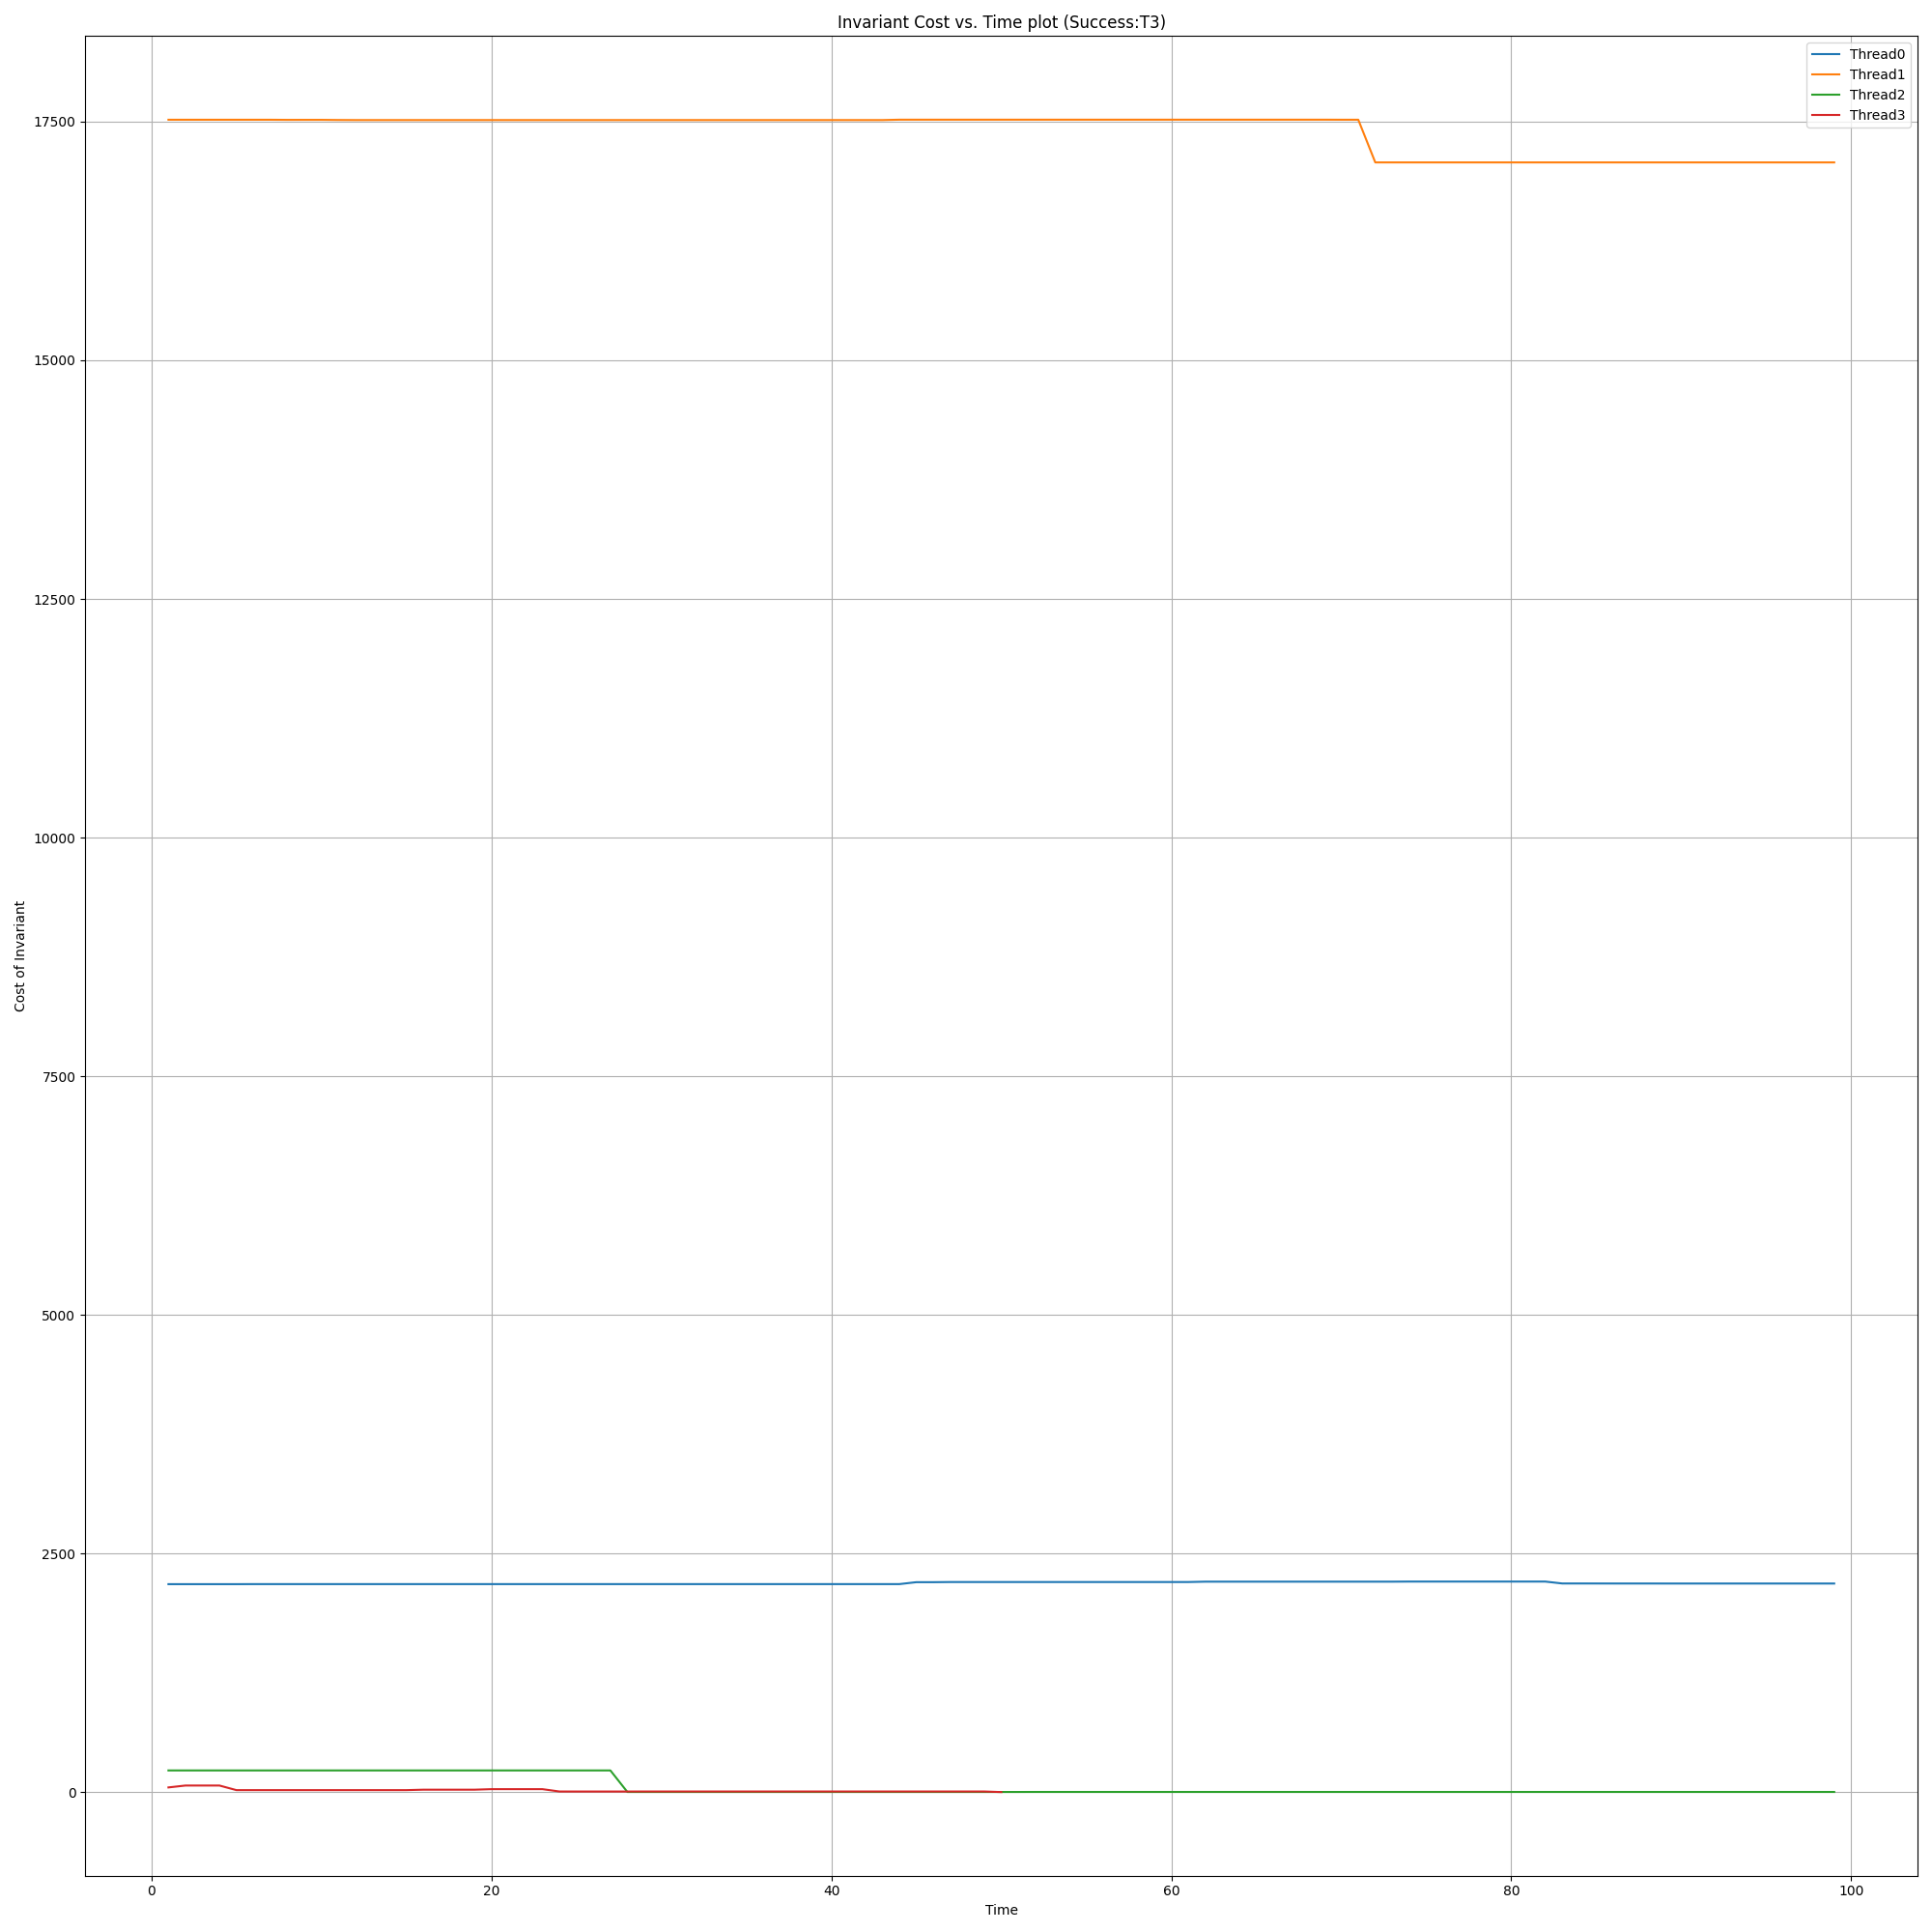 Invariant Cost vs. Time plot (Success:T3)
Thread0
Thread1
Thread2
Thread3
17500
15000
12500
10000
7500
5000
2500
0
Cost of Invariant
0 20 40 60 80 100
Time